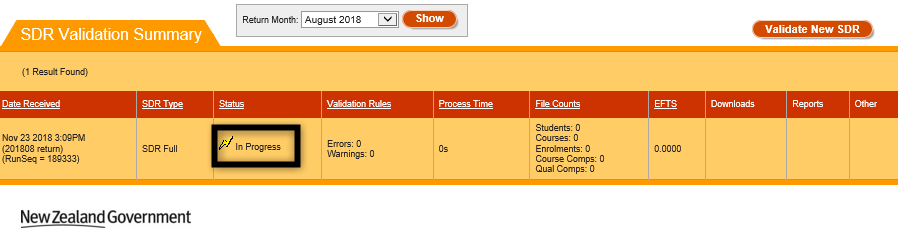 Return Month: August 2018 Show
SDR Validation Summary
Validate New SDR
(1 Result Found)
Date Received SDR Type Status Validation Rules Process Time File Counts EFTS Downloads Reports Other
Nov 23 2018 3:09PM
(201808 return)
(RunSeq = 189333)
SDR Full
In Progress
Errors: 0
Warnings: 0
0s
Students: 0
Courses: 0
Enrolments: 0
Course Comps: 0
Qual Comps: 0
0.0000
New Zealand Government